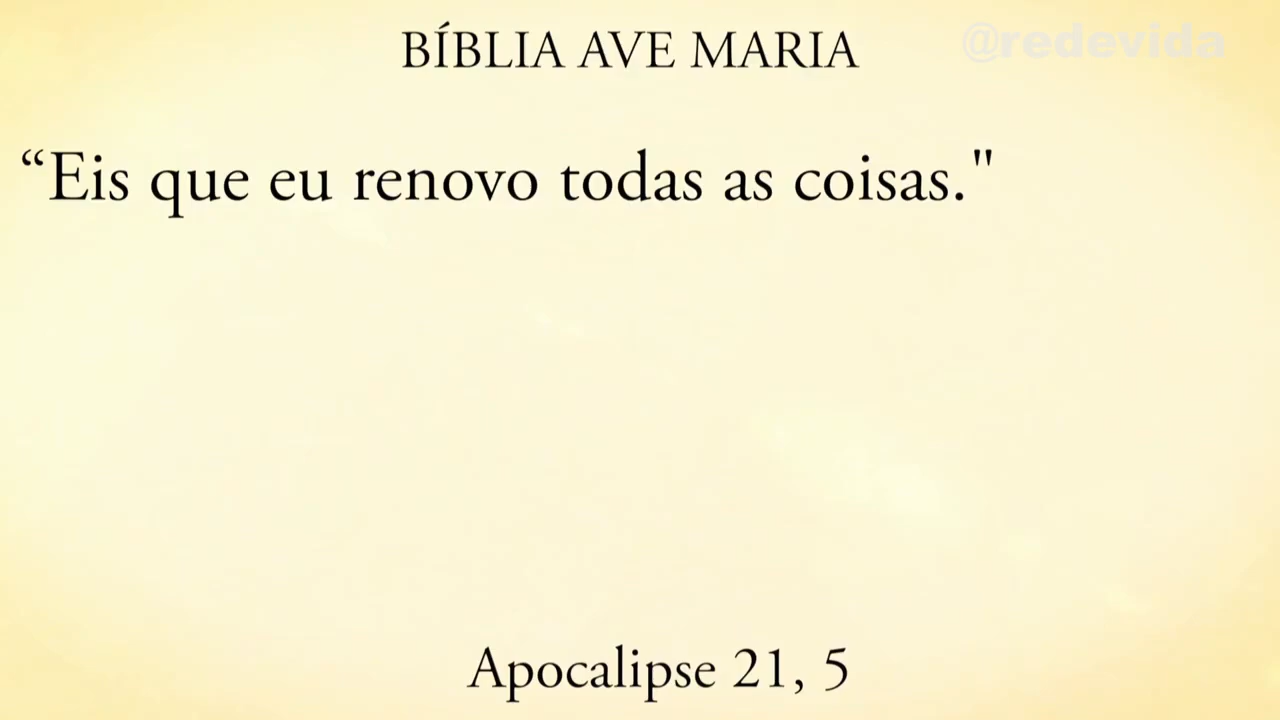 BÍBLIA AVE MARIA
@redevida
“Eis que eu renovo todas as coisas."
Apocalipse 21, 5